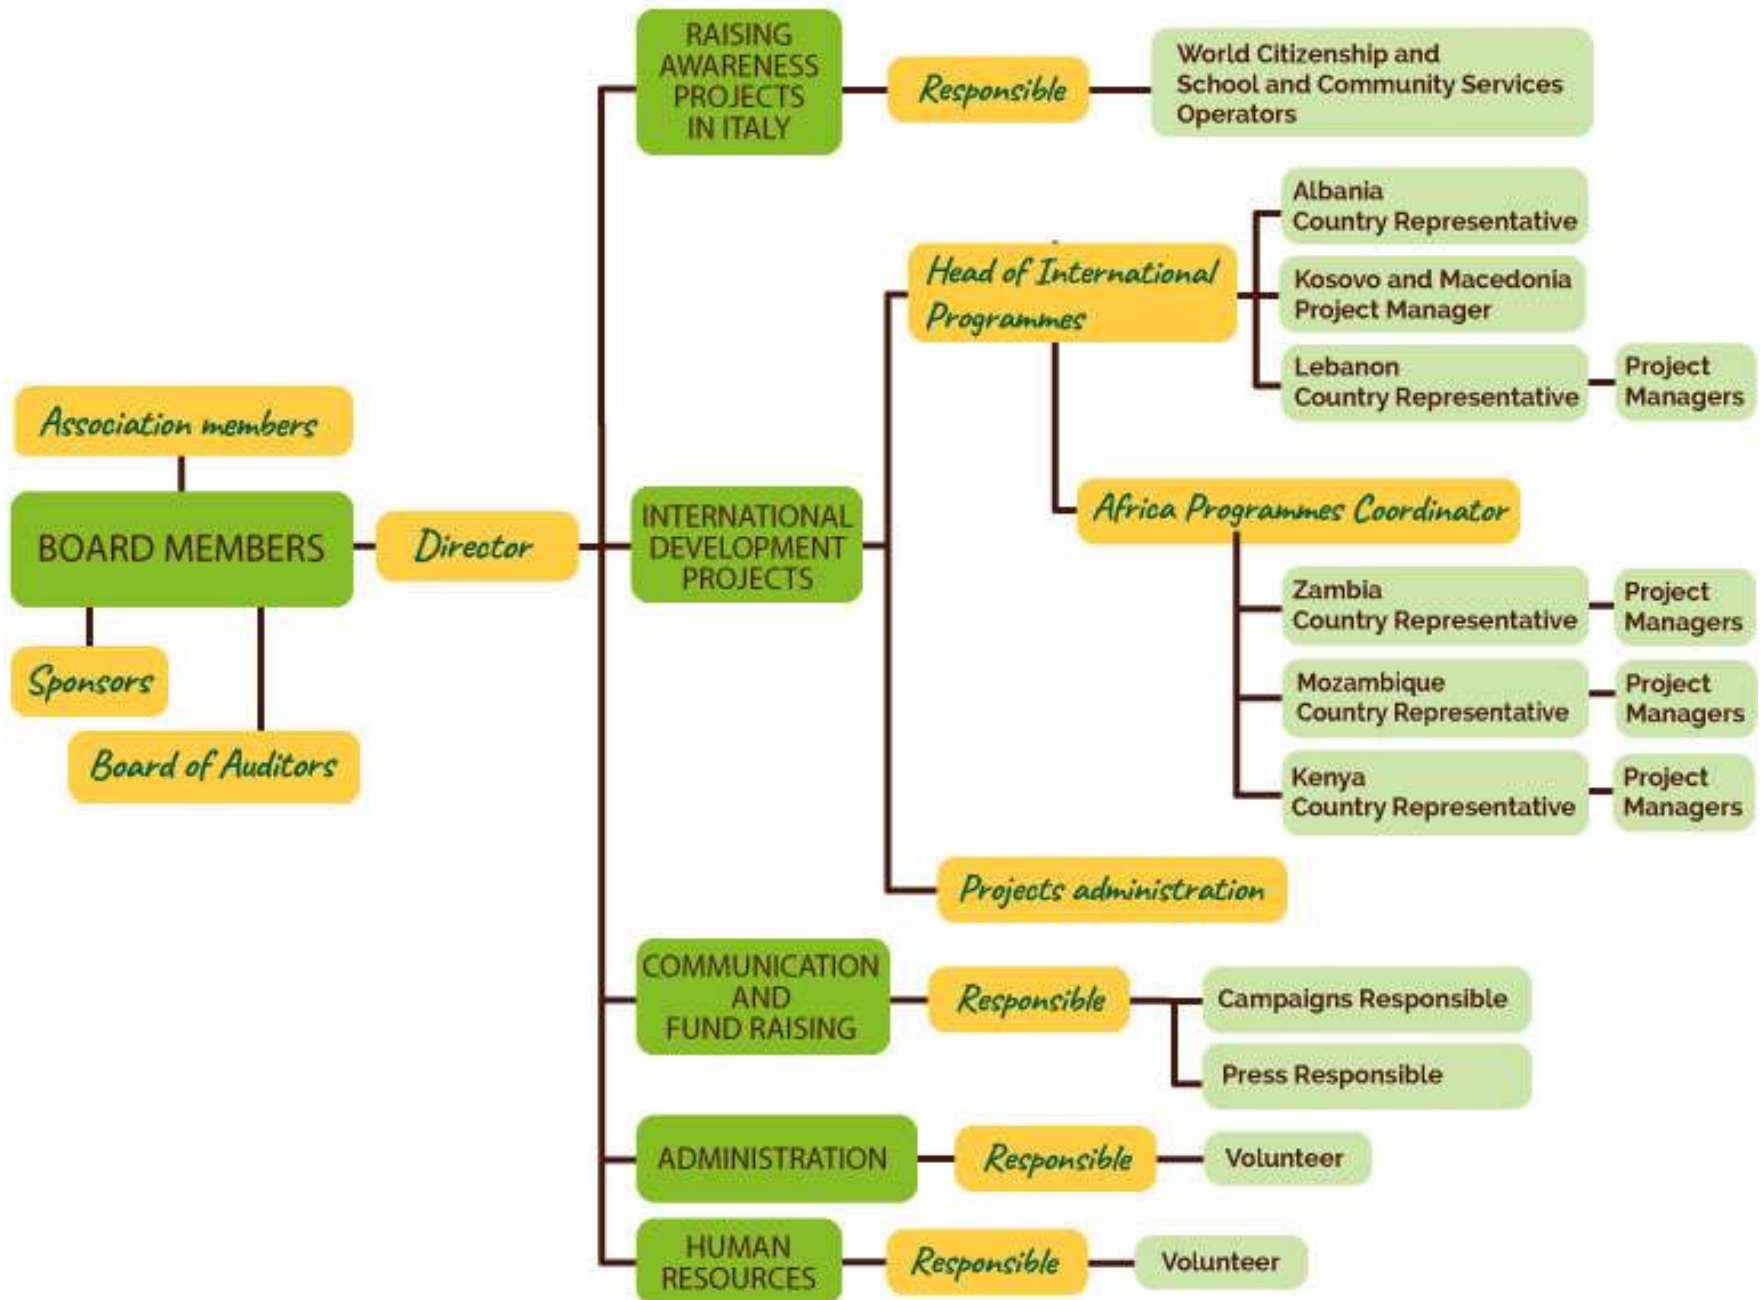 RAISING
AWARENESS
PROJECTS
IN ITALY
Responsible
World Citizenship and
School and Community Services
Operators
Albania
Country Representative
Head of International
Programmes
Kosovo and Macedonia
Project Manager
Lebanon
Country Representative
Project
Managers
Association members
BOARD MEMBERS
Director
Sponsors
Board of Auditors
INTERNATIONAL
DEVELOPMENT
PROJECTS
Africa Programmes Coordinator
Zambia
Country Representative
Project
Managers
Mozambique
Country Representative
Project
Managers
Kenya
Country Representative
Project
Managers
Projects administration
COMMUNICATION
AND
FUND RAISING
Responsible
Campaigns Responsible
Press Responsible
ADMINISTRATION
Responsible
Volunteer
HUMAN
RESOURCES
Responsible
Volunteer